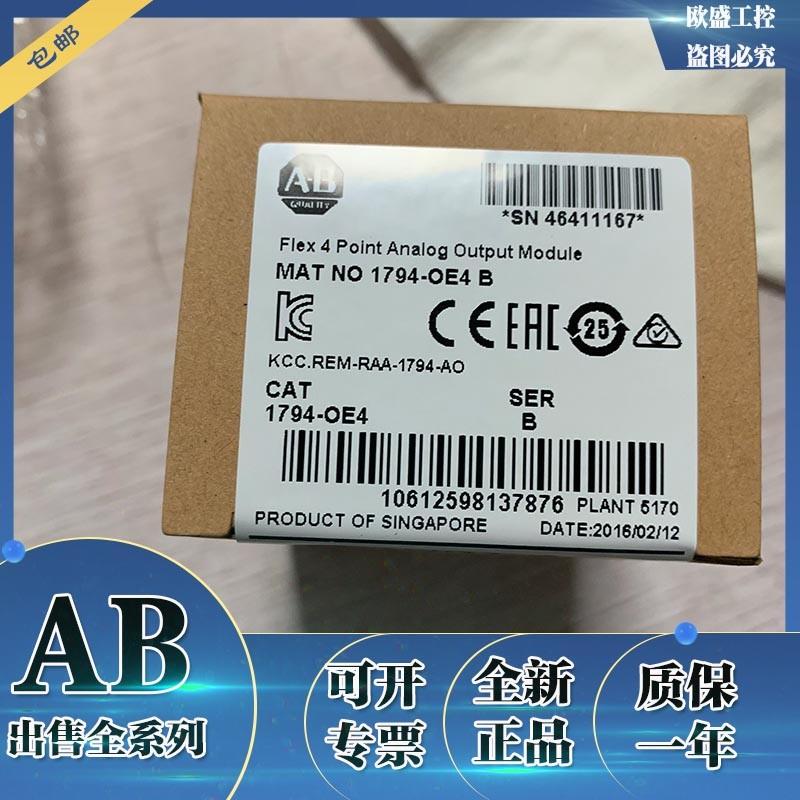 包邮
欧盛工控
盗图必究
A-B
QUALITY
*SN 46411167*
Flex 4 Point Analog Output Module
MAT NO 1794-OE4 B
CE EAC 25
KCC.REM-RAA-1794-AO
CAT
SER
1794-OE4
B
10612598137876 PLANT 5170
PRODUCT OF SINGAPORE
DATE:2016/02/12
AB
出售全系列
可开
专票
全新
正品
质保
一年